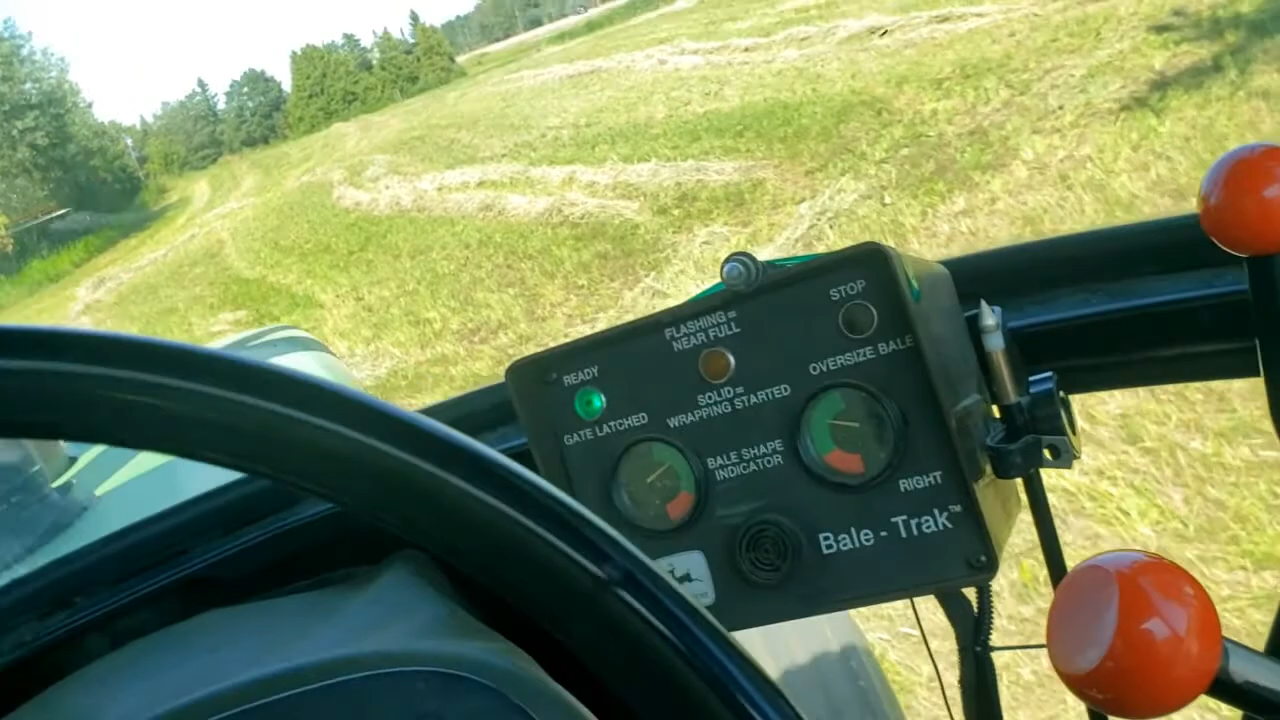 READY
GATE LATCHED
FLASHING =
NEAR FULL
SOLID =
WRAPPING STARTED
STOP
OVERSIZE BALE
BALE SHAPE
INDICATOR
RIGHT
Bale - Trak™